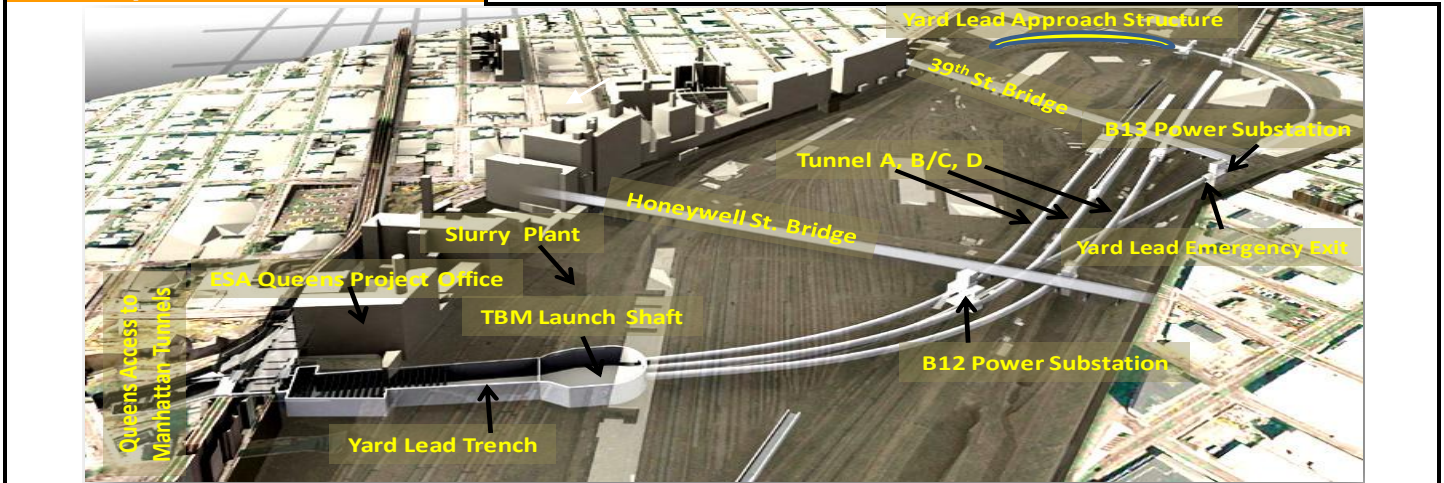 Yard Lead Approach Structure
39th St. Bridge
B13 Power Substation
Tunnel A, B/C, D
Honeywell St. Bridge
Slurry Plant
Yard Lead Emergency Exit
ESA Queens Project Office
TBM Launch Shaft
B12 Power Substation
Queens Access to
Manhattan Tunnels
Yard Lead Trench